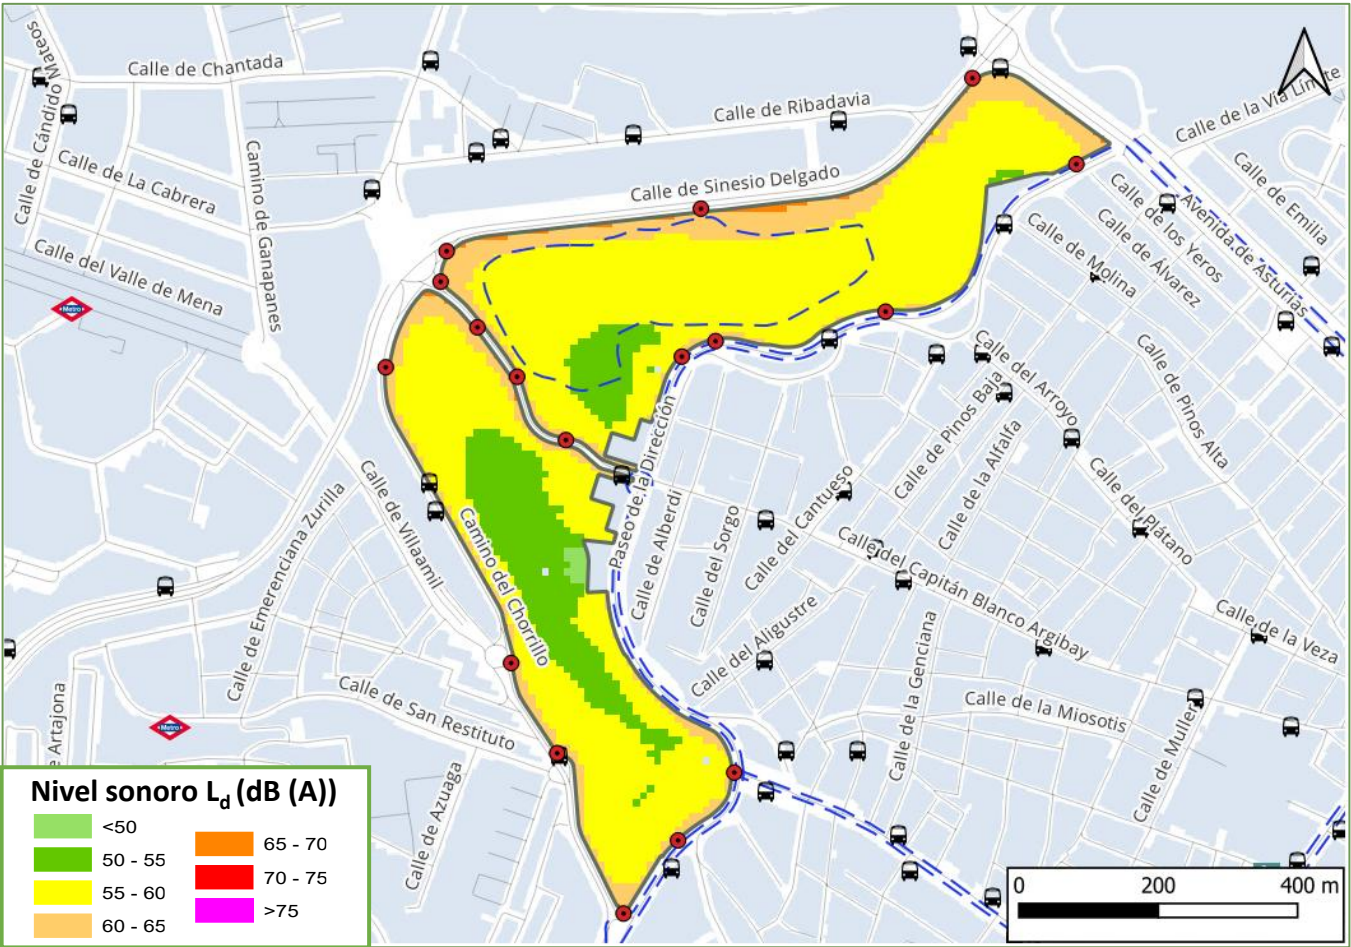 Calle de Cándido Mateos
Calle de Chantada
Calle de La Cabrera
Camino de Ganapanes
Calle del Valle de Mena
Metro
Calle de Ribadavia
Calle de Sinesio Delgado
Calle de la Vía Límite
Calle de Emilia
Avenida de Asturias
Calle de los Yeros
Calle de Álvarez
Calle de Molina
Calle del Arroyo
Calle de Pinos Alta
Calle de Pinos Baja
Calle de la Alfalfa
Calle del Plátano
Calle de la Veza
Calle del Cantueso
Calle del Capitán Blanco Argibay
Paseo de la Dirección
Calle de Alberdi
Calle del Sorgo
Calle del Aligustre
Calle de la Genciana
Calle de la Miosotis
Calle de Muller
Calle de Villaamil
Camino del Chorrillo
Calle de Emerenciana Zurilla
Calle de San Restituto
Calle de Azuaga
e Artajona
Metro
Nivel sonoro Ld (dB (A))
<50
50 - 55
55 - 60
60 - 65
65 - 70
70 - 75
>75
0 200 400 m